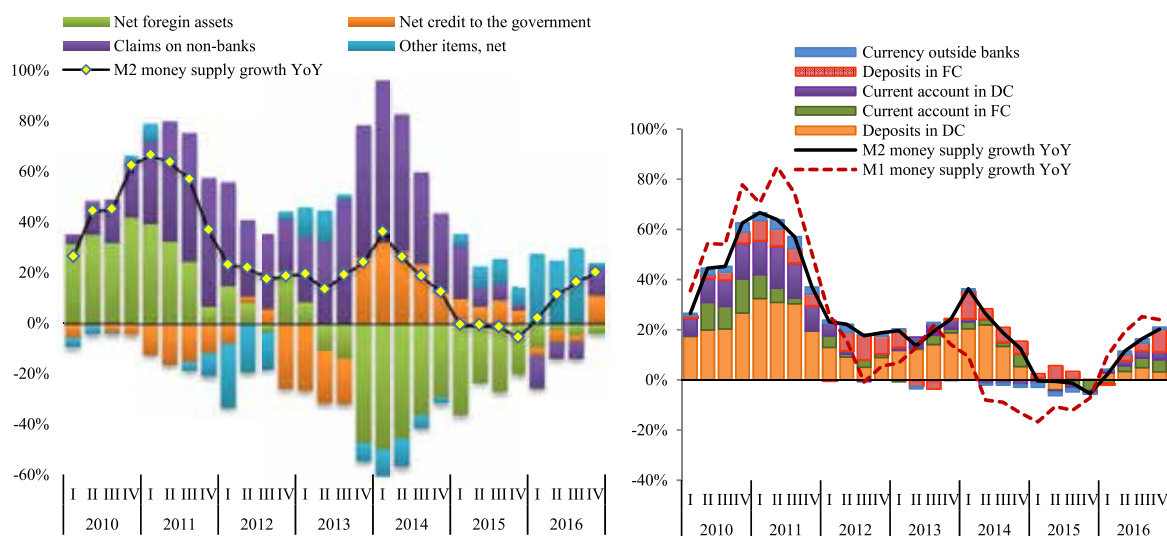 Net foregin assets
Net credit to the government
Claims on non-banks
Other items, net
M2 money supply growth YoY
100%
80%
60%
40%
20%
0%
-20%
-40%
-60%
I II III IV I II III IV I II III IV I II III IV I II III IV I II III IV I II III IV
2010 2011 2012 2013 2014 2015 2016
Currency outside banks
Deposits in FC
Current account in DC
Current account in FC
Deposits in DC
M2 money supply growth YoY
M1 money supply growth YoY
100%
80%
60%
40%
20%
0%
-20%
-40%
I II III IV I II III IV I II III IV I II III IV I II III IV I II III IV I II III IV
2010 2011 2012 2013 2014 2015 2016